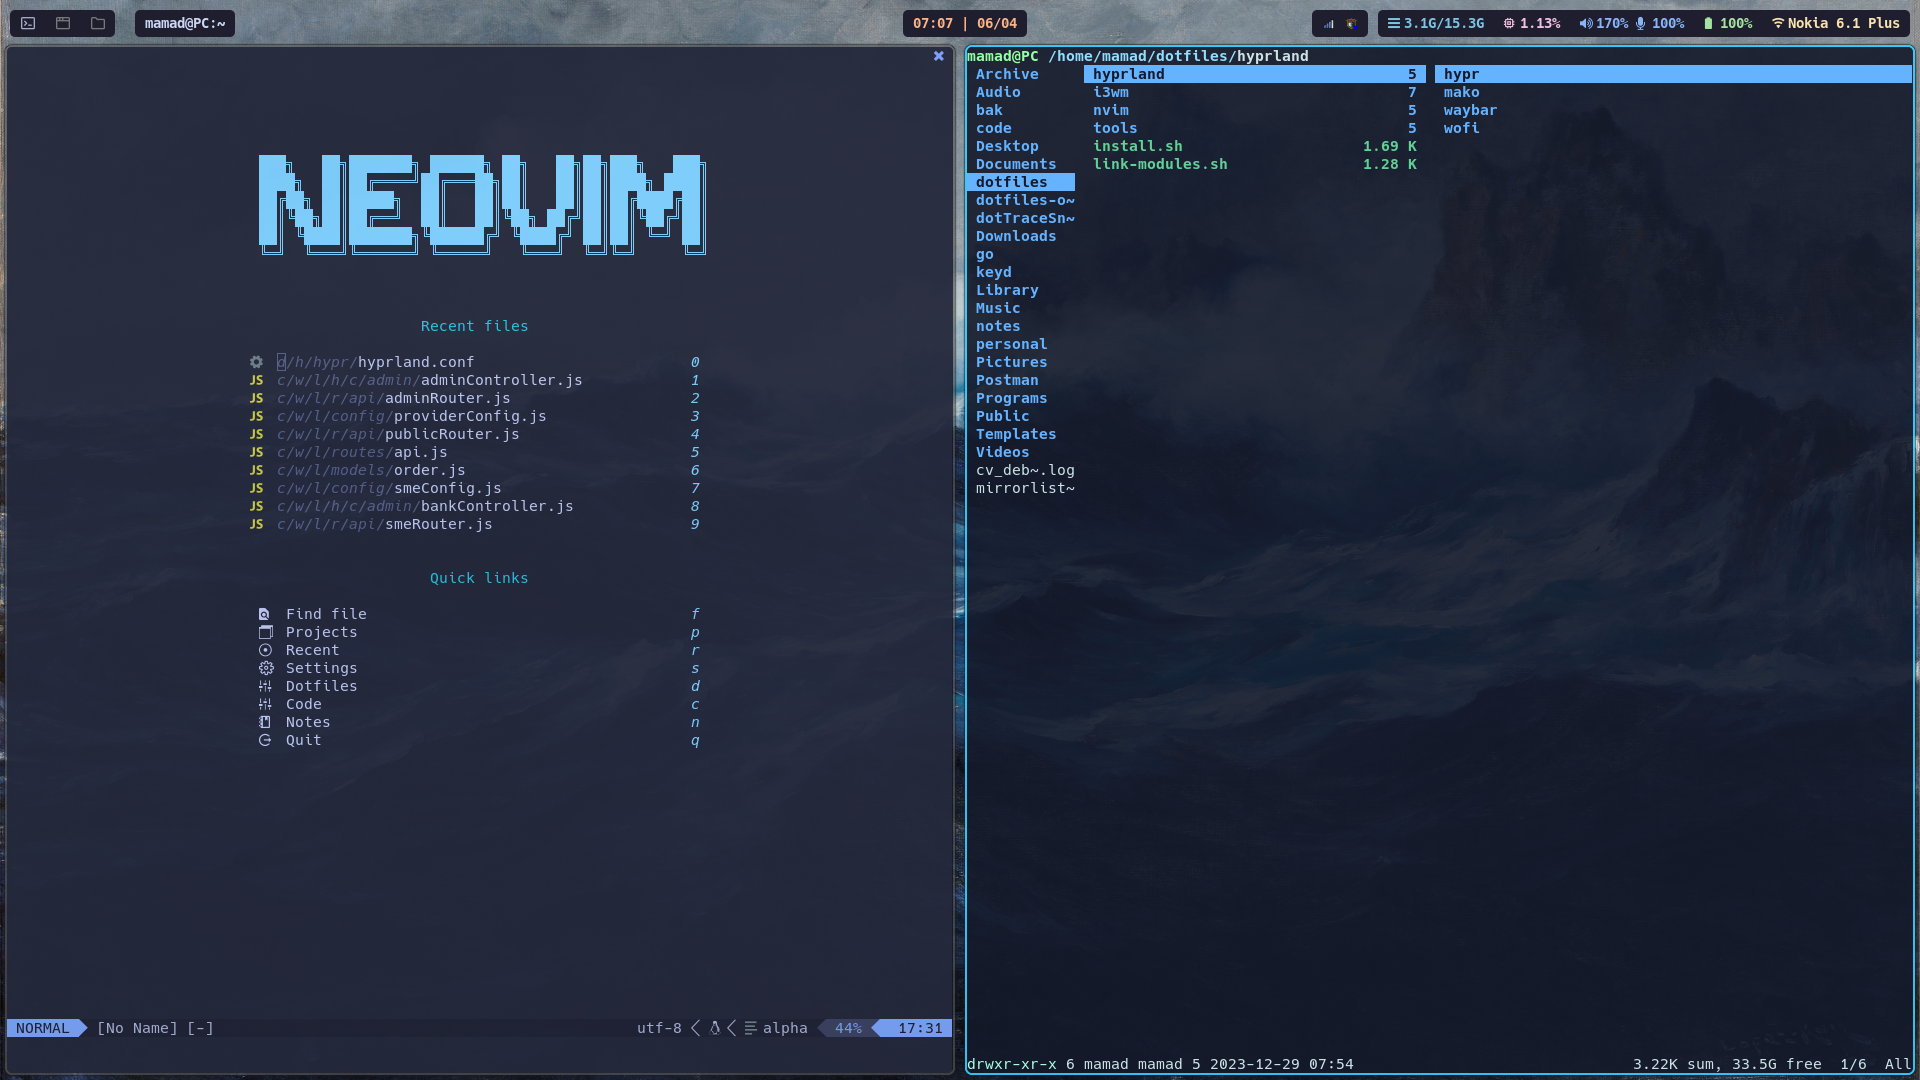 mamad@PC:~
07:07 | 06/04
3.1G/15.3G 1.13% 170% 100% 100% Nokia 6.1 Plus
NEOVIM
Recent files
d/h/hypr/hyprland.conf 0
JS c/w/l/h/c/admin/adminController.js 1
JS c/w/l/r/api/adminRouter.js 2
JS c/w/l/config/providerConfig.js 3
JS c/w/l/r/api/publicRouter.js 4
JS c/w/l/routes/api.js 5
JS c/w/l/models/order.js 6
JS c/w/l/config/smeConfig.js 7
JS c/w/l/h/c/admin/bankController.js 8
JS c/w/l/r/api/smeRouter.js 9
Quick links
Find file f
Projects p
Recent r
Settings s
Dotfiles d
Code c
Notes n
Quit q
NORMAL [No Name] [-] utf-8 alpha 44% 17:31
mamad@PC /home/mamad/dotfiles/hyprland
Archive
Audio
bak
code
Desktop
Documents
dotfiles
dotfiles-o~
dotTraceSn~
Downloads
go
keyd
Library
Music
notes
personal
Pictures
Postman
Programs
Public
Templates
Videos
cv_deb~.log
mirrorlist~
hyprland 5
i3wm 7
nvim 5
tools 5
install.sh 1.69 K
link-modules.sh 1.28 K
hypr
mako
waybar
wofi
drwxr-xr-x 6 mamad mamad 5 2023-12-29 07:54 3.22K sum, 33.5G free 1/6 All